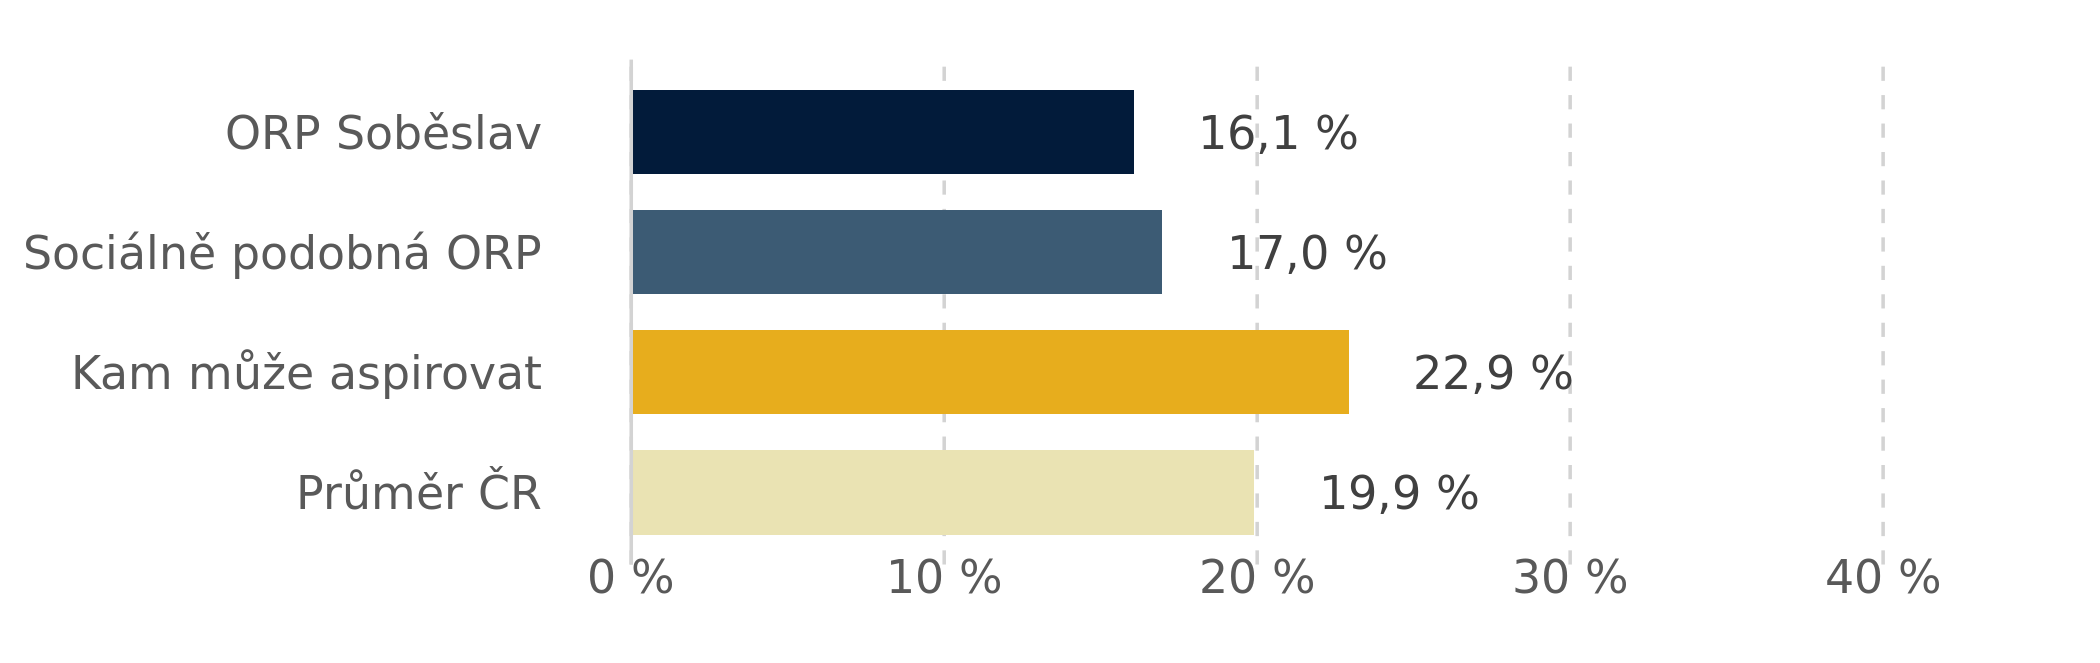 ORP Soběslav
16,1 %
Sociálně podobná ORP
17,0 %
Kam může aspirovat
22,9 %
Průměr ČR
19,9 %
0 % 10 % 20 % 30 % 40 %